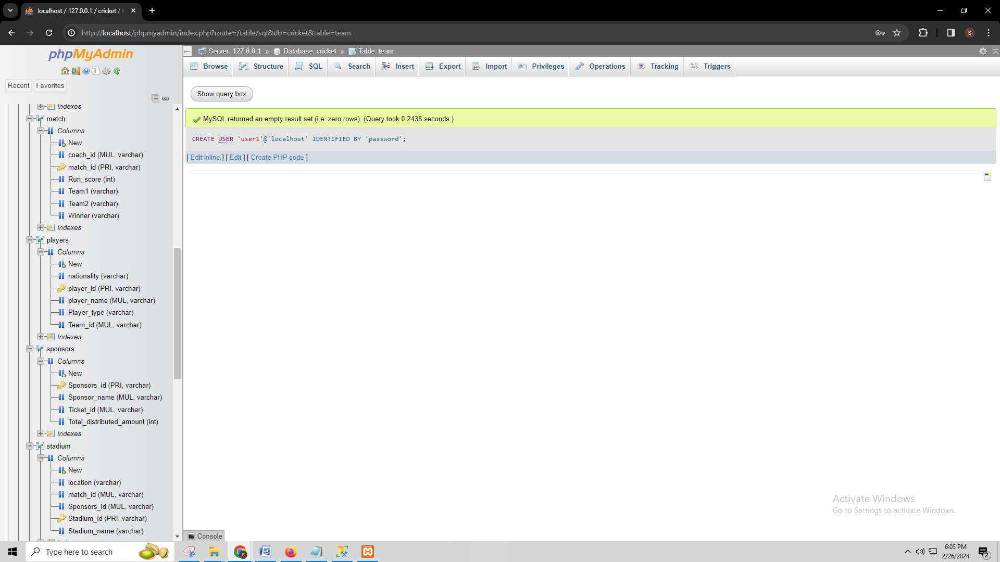 localhost / 127.0.0.1 / cricket / t
http://localhost/phpmyadmin/index.php?route=/table/sql&db=cricket&table=team
S
phpMyAdmin
Recent
Favorites
Indexes
match
Columns
New
coach_id (MUL, varchar)
match_id (PRI, varchar)
Run_score (int)
Team1 (varchar)
Team2 (varchar)
Winner (varchar)
Indexes
players
Columns
New
nationality (varchar)
player_id (PRI, varchar)
player_name (MUL, varchar)
Player_type (varchar)
Team_id (MUL, varchar)
Indexes
sponsors
Columns
New
Sponsors_id (PRI, varchar)
Sponsor_name (MUL, varchar)
Ticket_id (MUL, varchar)
Total_distributed_amount (int)
Indexes
stadium
Columns
New
location (varchar)
match_id (MUL, varchar)
Sponsors_id (MUL, varchar)
Stadium_id (PRI, varchar)
Stadium_name (varchar)
Server: 127.0.0.1 » Database: cricket » Table: team
Browse Structure SQL Search Insert Export Import Privileges Operations Tracking Triggers
Show query box
MySQL returned an empty result set (i.e. zero rows). (Query took 0.2438 seconds.)
CREATE USER 'user1'@'localhost' IDENTIFIED BY 'password';
[ Edit inline ] [ Edit ] [ Create PHP code ]
Activate Windows
Go to Settings to activate Windows.
Console
Type here to search
6:05 PM
2/26/2024
2